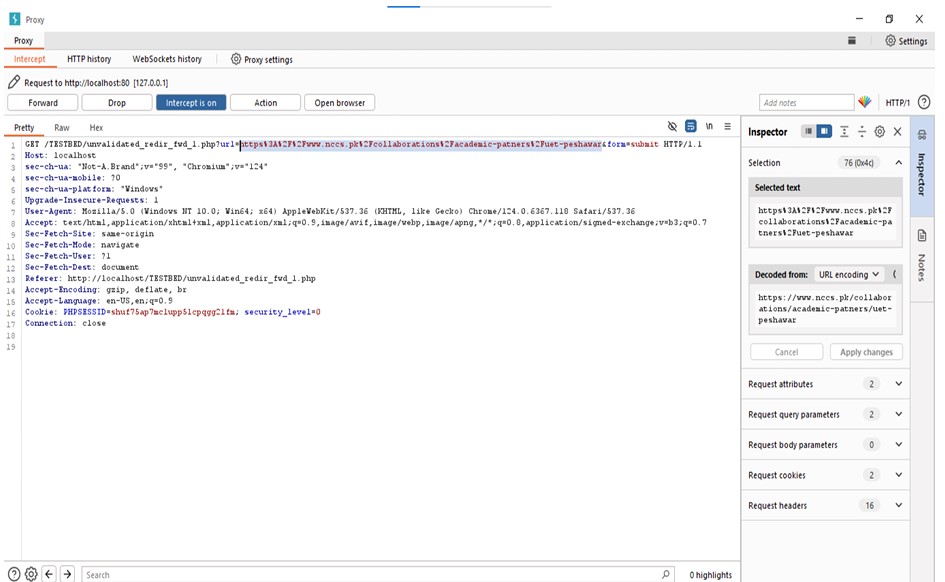 Proxy
Proxy
Settings
Intercept HTTP history WebSockets history Proxy settings
Request to http://localhost:80 [127.0.0.1]
Forward Drop Intercept is on Action Open browser Add notes HTTP/1
Pretty Raw Hex \n
1 GET /TESTBED/unvalidated_redir_fwd_1.php?url=https%3A%2F%2Fwww.nccs.pk%2Fcollaborations%2Facademic-patners%2Fuet-peshawar&form=submit HTTP/1.1
2 Host: localhost
3 sec-ch-ua: "Not-A.Brand";v="99", "Chromium";v="124"
4 sec-ch-ua-mobile: ?0
5 sec-ch-ua-platform: "Windows"
6 Upgrade-Insecure-Requests: 1
7 User-Agent: Mozilla/5.0 (Windows NT 10.0; Win64; x64) AppleWebKit/537.36 (KHTML, like Gecko) Chrome/124.0.6367.118 Safari/537.36
8 Accept: text/html,application/xhtml+xml,application/xml;q=0.9,image/avif,image/webp,image/apng,*/*;q=0.8,application/signed-exchange;v=b3;q=0.7
9 Sec-Fetch-Site: same-origin
10 Sec-Fetch-Mode: navigate
11 Sec-Fetch-User: ?1
12 Sec-Fetch-Dest: document
13 Referer: http://localhost/TESTBED/unvalidated_redir_fwd_1.php
14 Accept-Encoding: gzip, deflate, br
15 Accept-Language: en-US,en;q=0.9
16 Cookie: PHPSESSID=shuf75ap7mclupp51cpqgg21fm; security_level=0
17 Connection: close
18
19
Inspector
Selection 76 (0x4c)
Selected text
https%3A%2F%2Fwww.nccs.pk%2F
collaborations%2Facademic-pa
tners%2Fuet-peshawar
Decoded from: URL encoding
https://www.nccs.pk/collabor
ations/academic-patners/uet-
peshawar
Cancel Apply changes
Request attributes 2
Request query parameters 2
Request body parameters 0
Request cookies 2
Request headers 16
Inspector
Notes
Search 0 highlights